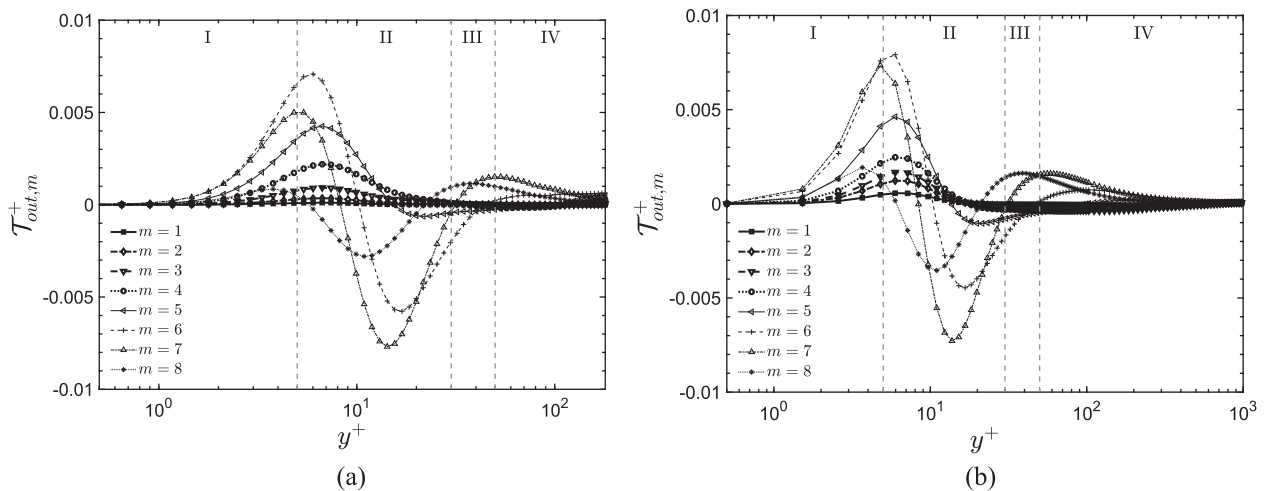 0.01
0.005
0
-0.005
-0.01
I
II
III
IV
𝒯⁺out,m
m = 1
m = 2
m = 3
m = 4
m = 5
m = 6
m = 7
m = 8
10⁰
10¹
10²
y⁺
(a)
0.01
0.005
0
-0.005
-0.01
I
II
III
IV
𝒯⁺out,m
m = 1
m = 2
m = 3
m = 4
m = 5
m = 6
m = 7
m = 8
10⁰
10¹
10²
10³
y⁺
(b)